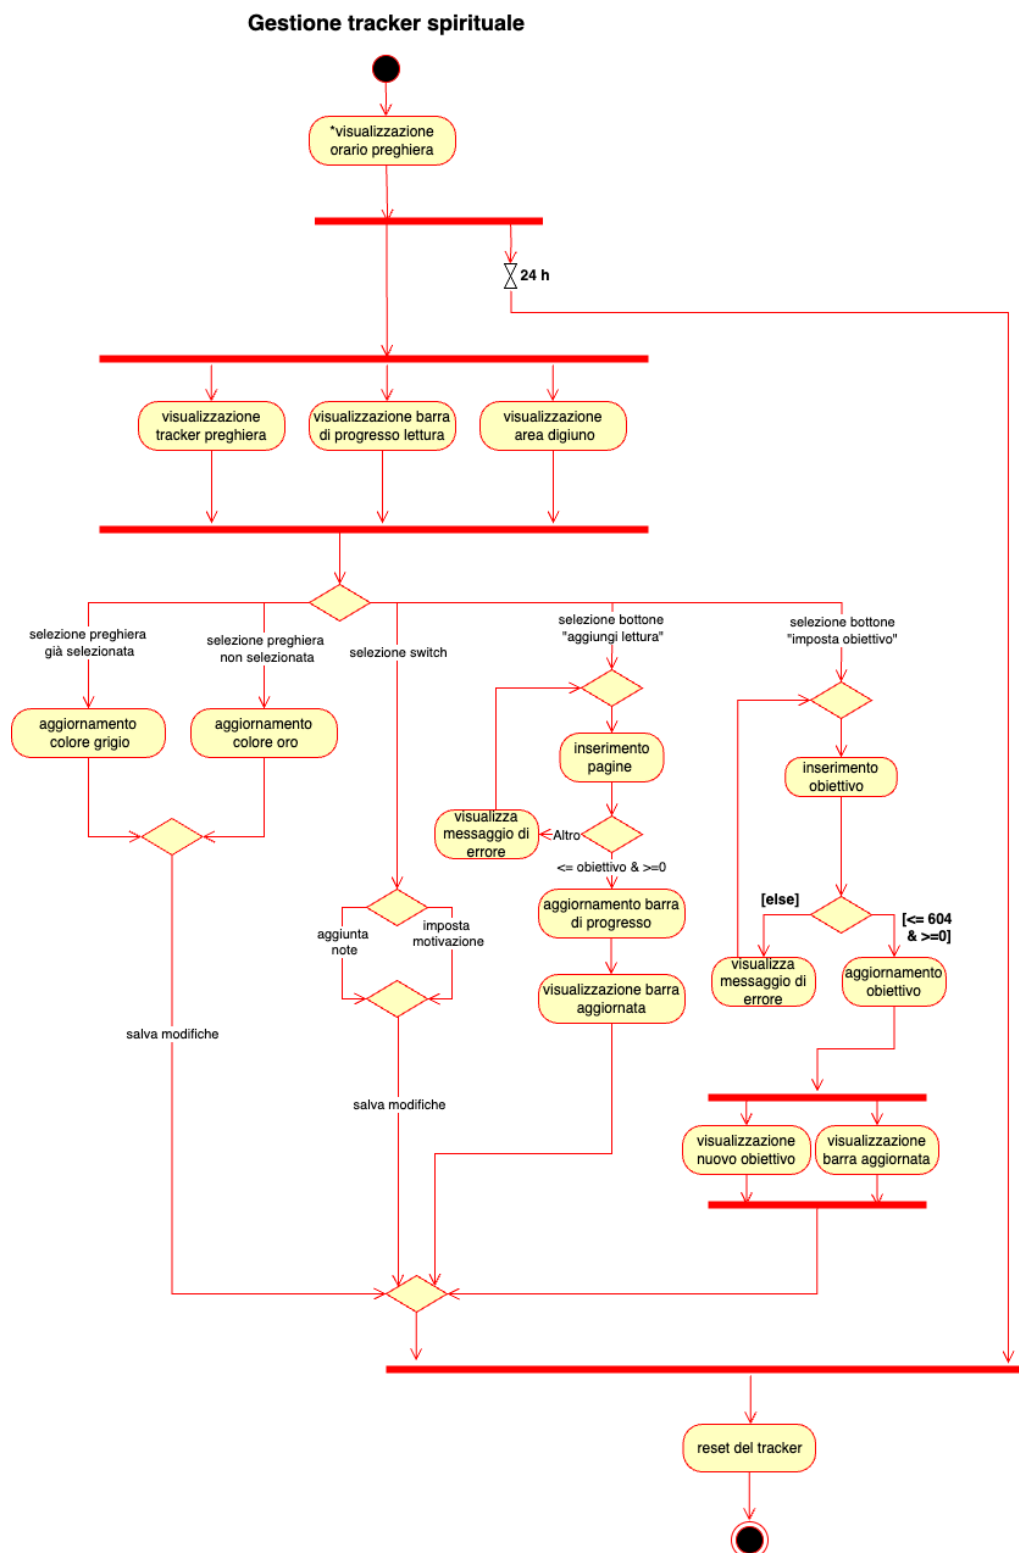 Gestione tracker spirituale
*visualizzazione
orario preghiera
24 h
visualizzazione
tracker preghiera
visualizzazione barra
di progresso lettura
visualizzazione
area digiuno
selezione preghiera
già selezionata
selezione preghiera
non selezionata
selezione switch
selezione bottone
"aggiungi lettura"
selezione bottone
"imposta obiettivo"
aggiornamento
colore grigio
aggiornamento
colore oro
inserimento
pagine
inserimento
obiettivo
visualizza
messaggio di
errore
Altro
<= obiettivo & >=0
aggiunta
note
imposta
motivazione
aggiornamento barra
di progresso
[else]
[<= 604
& >=0]
visualizza
messaggio di
errore
aggiornamento
obiettivo
visualizzazione barra
aggiornata
salva modifiche
salva modifiche
visualizzazione
nuovo obiettivo
visualizzazione
barra aggiornata
reset del tracker